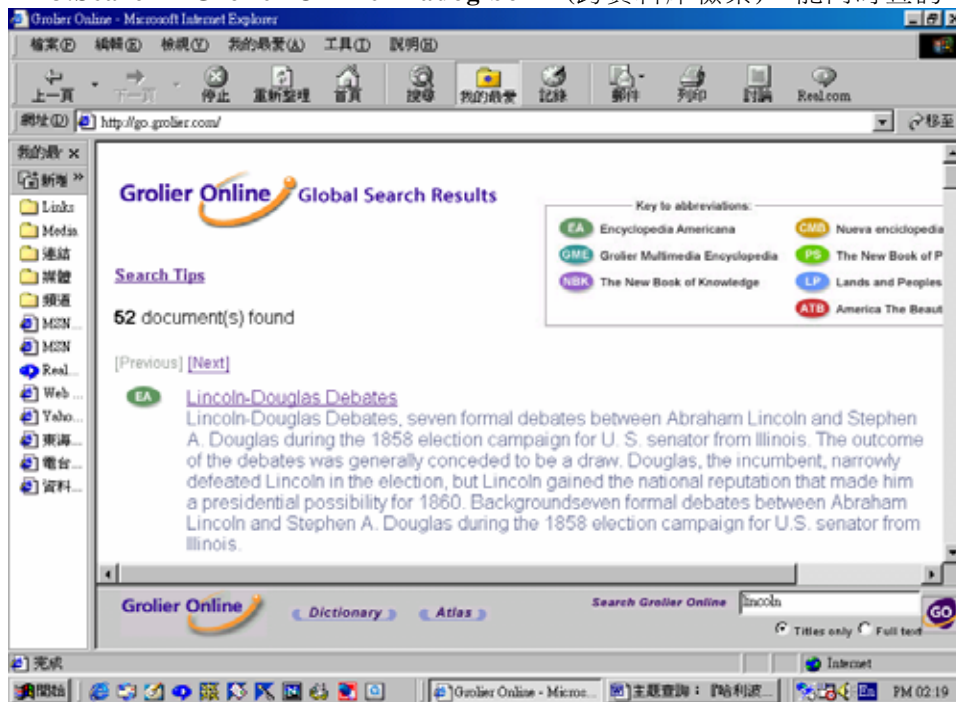 Grolier Online - Microsoft Internet Explorer
檔案(F) 編輯(E) 檢視(V) 我的最愛(A) 工具(T) 說明(H)
上一頁 下一頁 停止 重新整理 首頁 搜尋 我的最愛 記錄 郵件 列印 討論 Real.com
網址(D) http://go.grolier.com/ 移至
我的最
新增 »
Links
Media
連結
媒體
頻道
MSN...
MSN
Real...
Web ...
Yaho...
東海...
電台...
資料...
Grolier Online Global Search Results
Key to abbreviations:
EA Encyclopedia Americana
GME Grolier Multimedia Encyclopedia
NBK The New Book of Knowledge
CMB Nueva enciclopedia
PS The New Book of P
LP Lands and Peoples
ATB America The Beaut
Search Tips
52 document(s) found
[Previous] [Next]
EA Lincoln-Douglas Debates
Lincoln-Douglas Debates, seven formal debates between Abraham Lincoln and Stephen
A. Douglas during the 1858 election campaign for U. S. senator from Illinois. The outcome
of the debates was generally conceded to be a draw. Douglas, the incumbent, narrowly
defeated Lincoln in the election, but Lincoln gained the national reputation that made him
a presidential possibility for 1860. Backgroundseven formal debates between Abraham
Lincoln and Stephen A. Douglas during the 1858 election campaign for U.S. senator from
Illinois.
Grolier Online Dictionary Atlas Search Grolier Online lincoln GO
Titles only Full text
完成 Internet
開始 Grolier Online - Micros... 主題查詢：『哈利波... PM 02:19